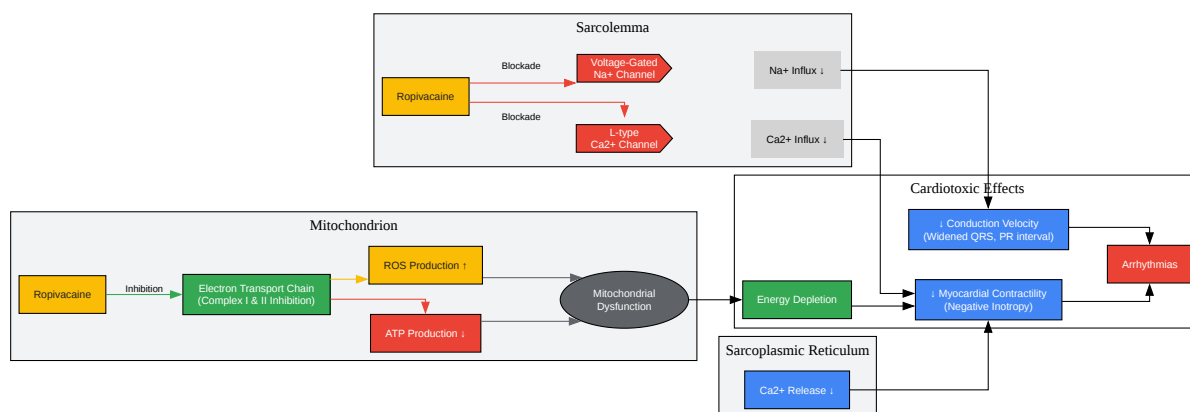 Sarcolemma
Ropivacaine
Blockade
Blockade
Voltage-Gated
Na+ Channel
L-type
Ca2+ Channel
Na+ Influx ↓
Ca2+ Influx ↓
Mitochondrion
Ropivacaine
Inhibition
Electron Transport Chain
(Complex I & II Inhibition)
ROS Production ↑
ATP Production ↓
Mitochondrial
Dysfunction
Cardiotoxic Effects
Energy Depletion
↓ Conduction Velocity
(Widened QRS, PR interval)
↓ Myocardial Contractility
(Negative Inotropy)
Arrhythmias
Sarcoplasmic Reticulum
Ca2+ Release ↓